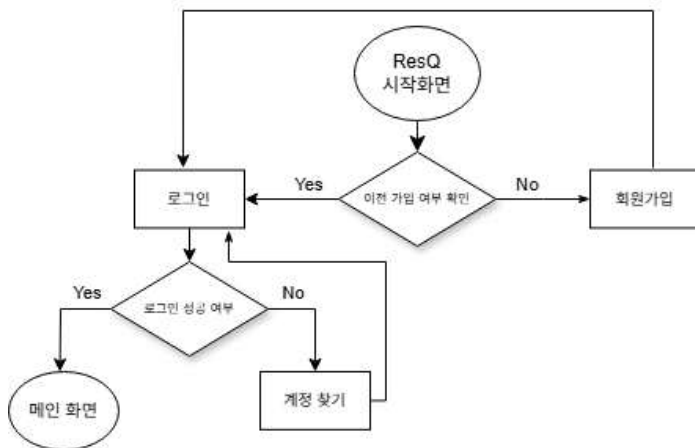 ResQ
시작화면
로그인
Yes
이전 가입 여부 확인
No
회원가입
Yes
로그인 성공 여부
No
메인 화면
계정 찾기